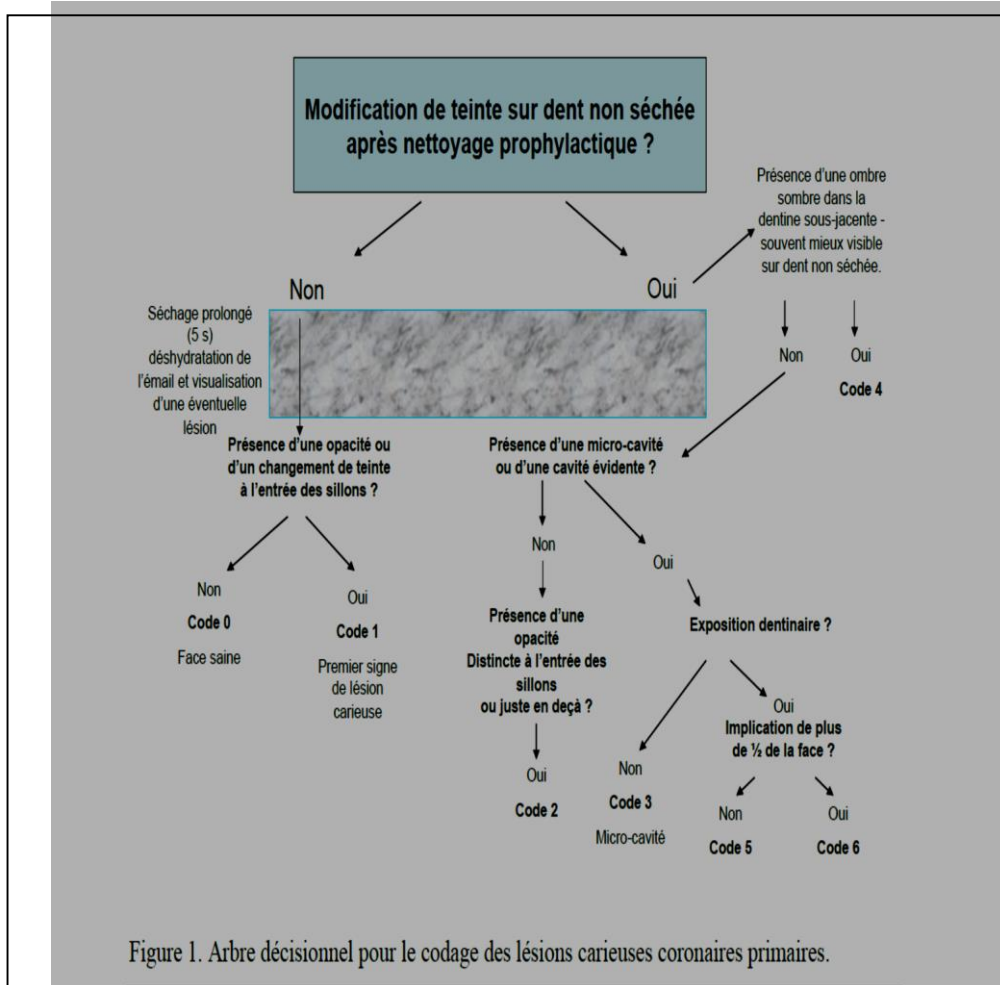 Modification de teinte sur dent non séchée
après nettoyage prophylactique ?
Présence d'une ombre
sombre dans la
dentine sous-jacente -
souvent mieux visible
sur dent non séchée.
Non
Oui
Non
Oui
Code 4
Séchage prolongé
(5 s)
déshydratation de
l'émail et visualisation
d'une éventuelle
lésion
Présence d'une opacité ou
d'un changement de teinte
à l'entrée des sillons ?
Présence d'une micro-cavité
ou d'une cavité évidente ?
Non
Code 0
Face saine
Oui
Code 1
Premier signe
de lésion
carieuse
Non
Oui
Présence d'une
opacité
Distincte à l'entrée des
sillons
ou juste en deçà ?
Exposition dentinaire ?
Oui
Code 2
Non
Code 3
Micro-cavité
Oui
Implication de plus
de ½ de la face ?
Non
Code 5
Oui
Code 6
Figure 1. Arbre décisionnel pour le codage des lésions carieuses coronaires primaires.